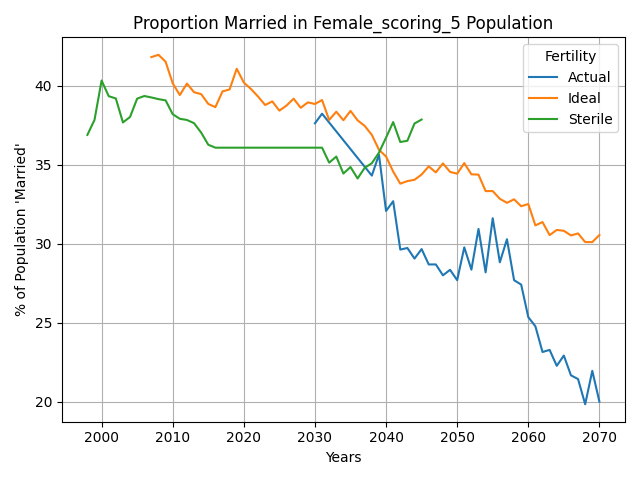 Proportion Married in Female_scoring_5 Population
Fertility
Actual
Ideal
Sterile
% of Population 'Married'
40
35
30
25
20
2000
2010
2020
2030
2040
2050
2060
2070
Years